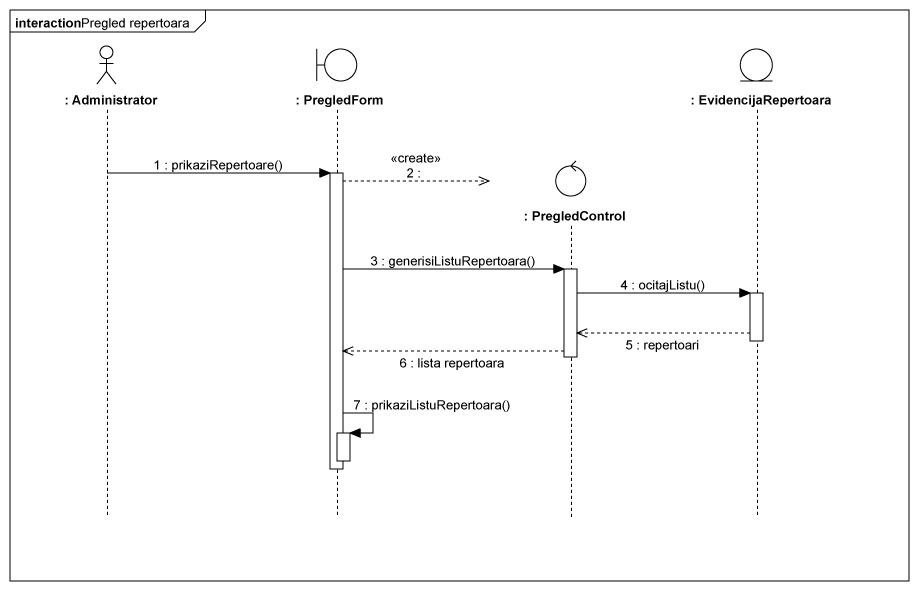 interactionPregled repertoara
: Administrator
: PregledForm
: EvidencijaRepertoara
1 : prikaziRepertoare()
«create»
2 :
: PregledControl
3 : generisiListuRepertoara()
4 : ocitajListu()
5 : repertoari
6 : lista repertoara
7 : prikaziListuRepertoara()